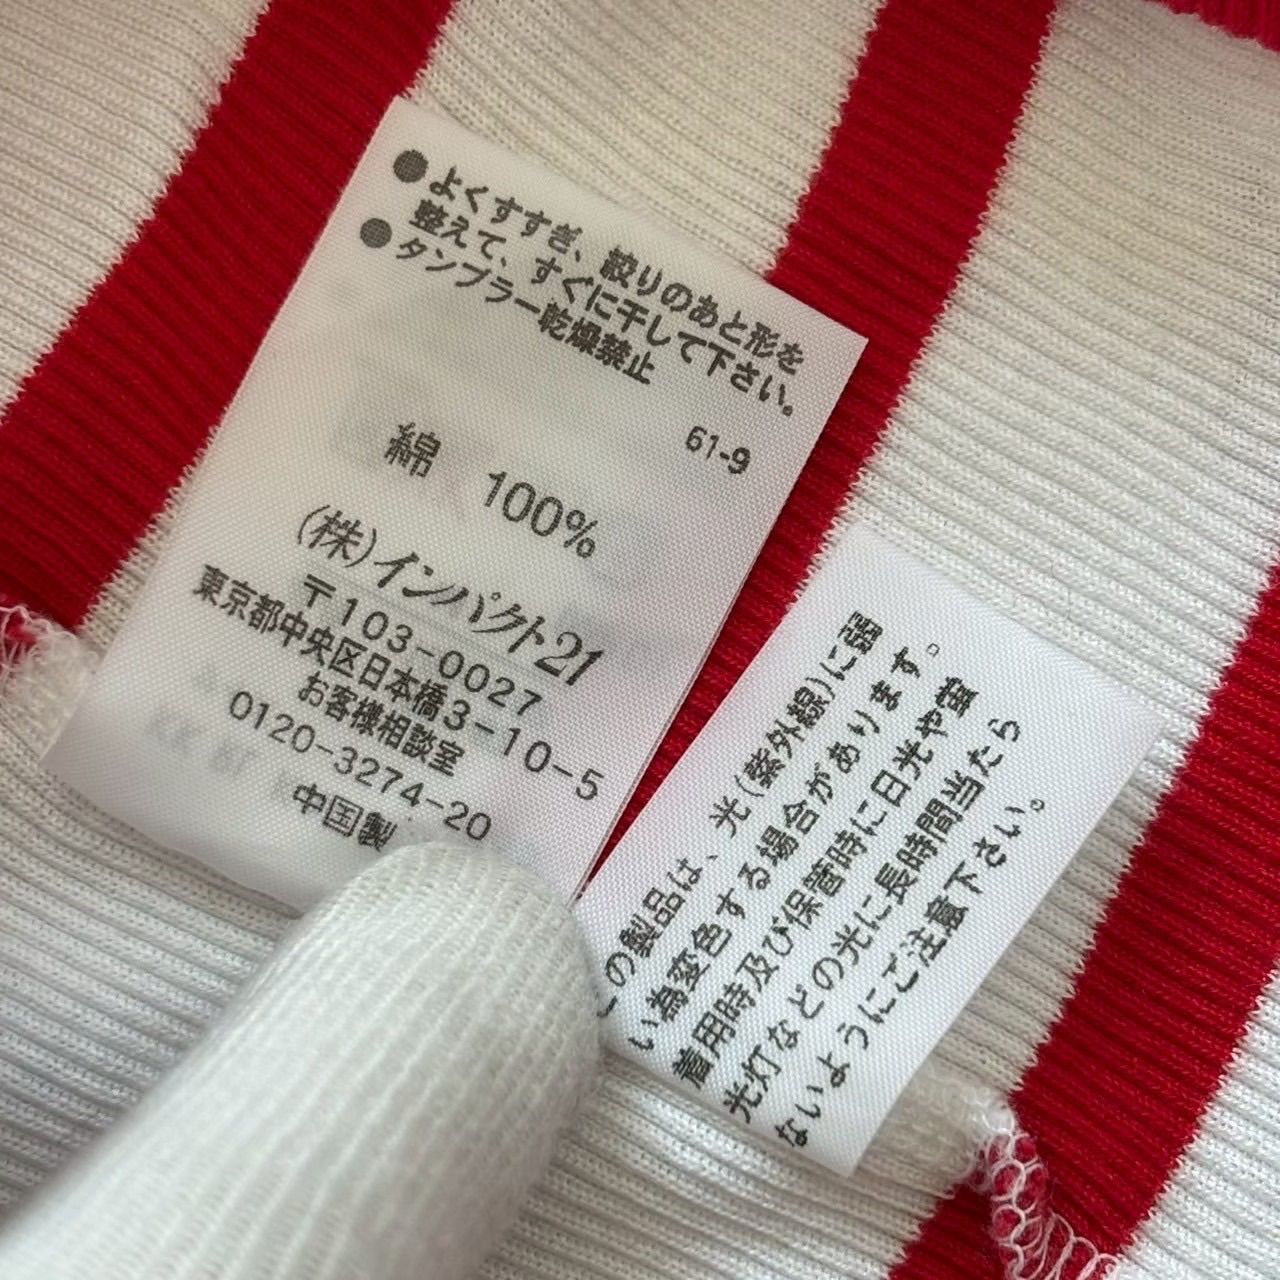 ●よくすすぎ、絞りのあと形を
整えて、すぐに干して下さい。
●タンブラー乾燥禁止
61-9
綿 100%
(株)インパクト21
〒103-0027
東京都中央区日本橋3-10-5
お客様相談室
0120-3274-20
中国製
この製品は、光(紫外線)に弱
い為変色する場合があります。
着用時及び保管時に日光や蛍
光灯などの光に長時間当たら
ないようにご注意下さい。